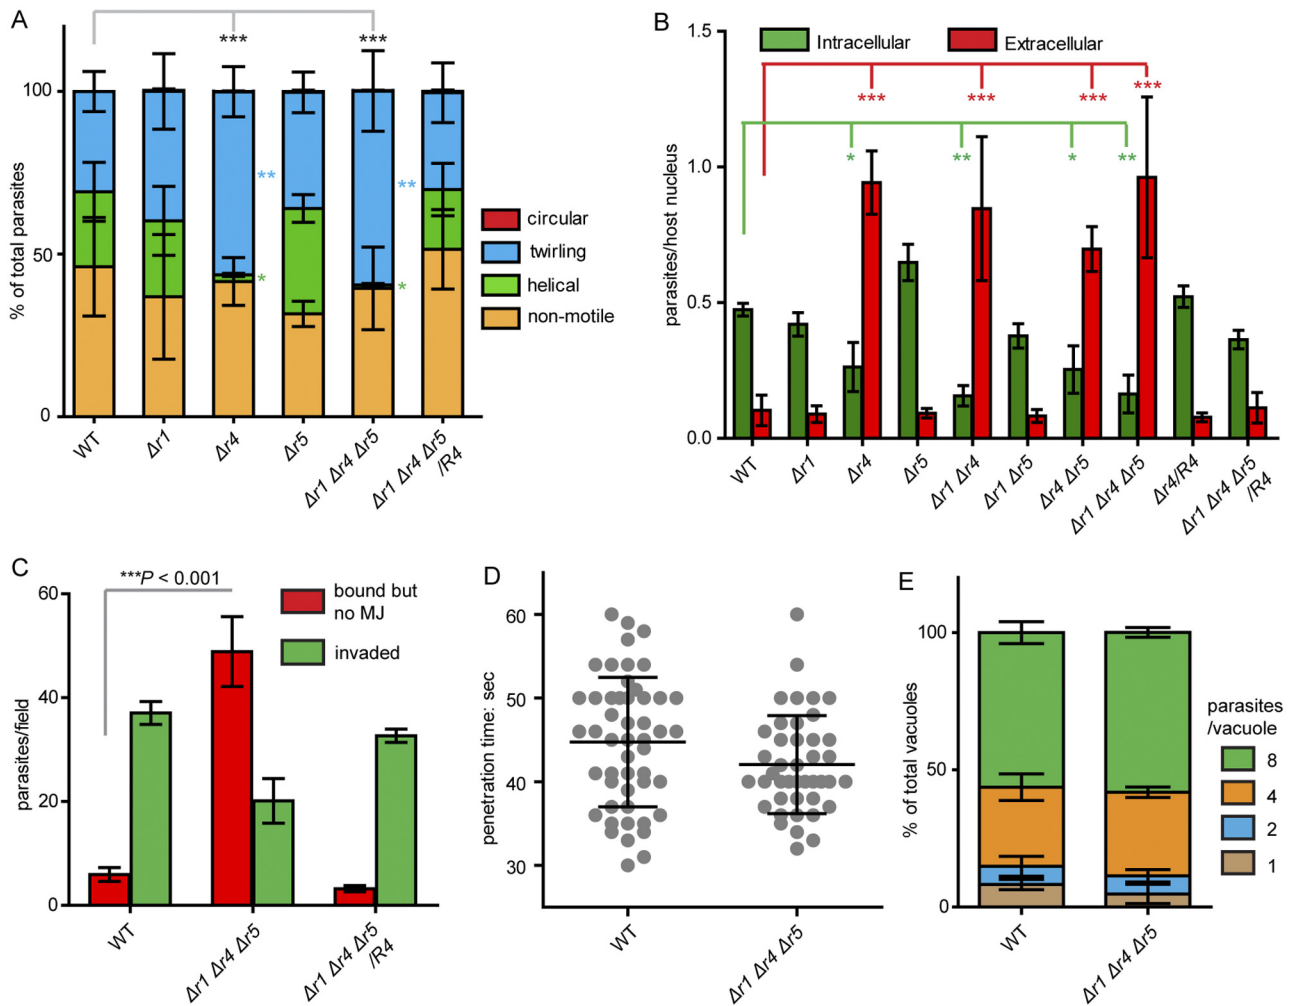 A
% of total parasites
100
50
0
***
***
**
*
**
*
circular
twirling
helical
non-motile
WT
Δr1
Δr4
Δr5
Δr1 Δr4 Δr5
Δr1 Δr4 Δr5
/R4
B
parasites/host nucleus
1.5
1.0
0.5
0.0
Intracellular
Extracellular
***
***
***
***
*
**
*
**
WT
Δr1
Δr4
Δr5
Δr1 Δr4
Δr1 Δr5
Δr4 Δr5
Δr1 Δr4 Δr5
Δr4/R4
Δr1 Δr4 Δr5
/R4
C
parasites/field
60
40
20
0
***P < 0.001
bound but
no MJ
invaded
WT
Δr1 Δr4 Δr5
Δr1 Δr4 Δr5
/R4
D
penetration time: sec
60
50
40
30
WT
Δr1 Δr4 Δr5
E
% of total vacuoles
100
50
0
parasites
/vacuole
8
4
2
1
WT
Δr1 Δr4 Δr5